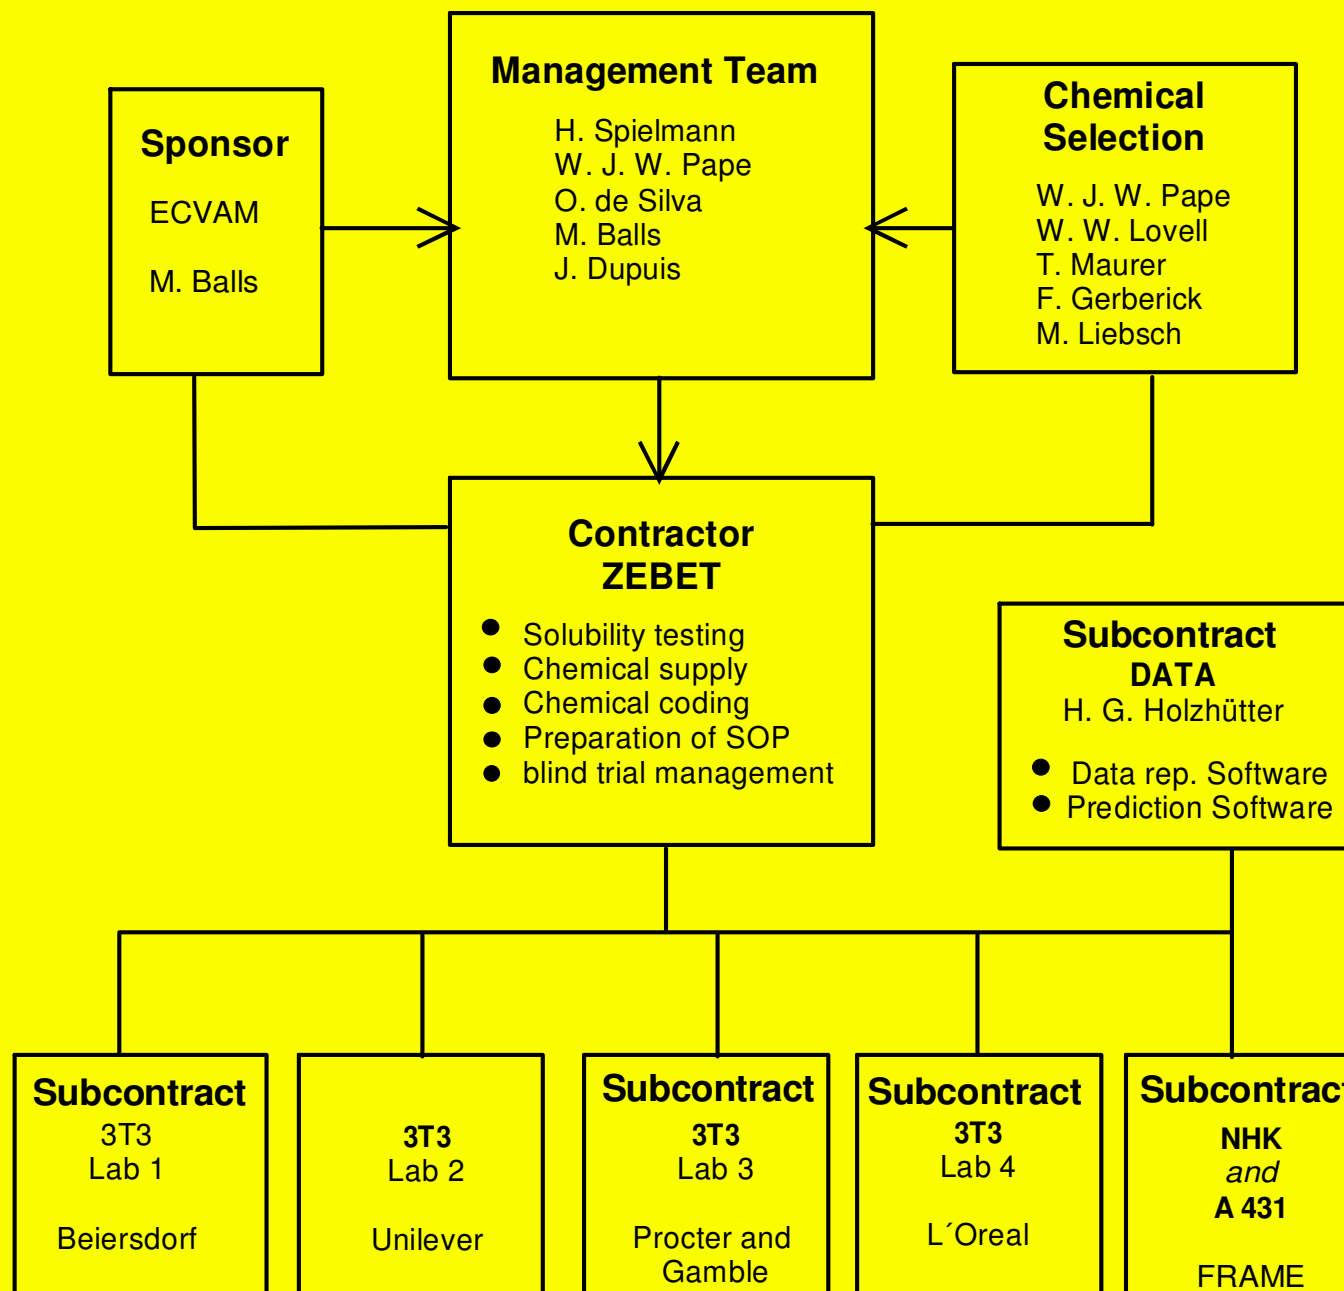 Management Team
H. Spielmann
W. J. W. Pape
O. de Silva
M. Balls
J. Dupuis
Sponsor
ECVAM
M. Balls
Chemical
Selection
W. J. W. Pape
W. W. Lovell
T. Maurer
F. Gerberick
M. Liebsch
Contractor
ZEBET
● Solubility testing
● Chemical supply
● Chemical coding
● Preparation of SOP
● blind trial management
Subcontract
DATA
H. G. Holzhütter
● Data rep. Software
● Prediction Software
Subcontract
3T3
Lab 1
Beiersdorf
3T3
Lab 2
Unilever
Subcontract
3T3
Lab 3
Procter and
Gamble
Subcontract
3T3
Lab 4
L´Oreal
Subcontract
NHK
and
A 431
FRAME